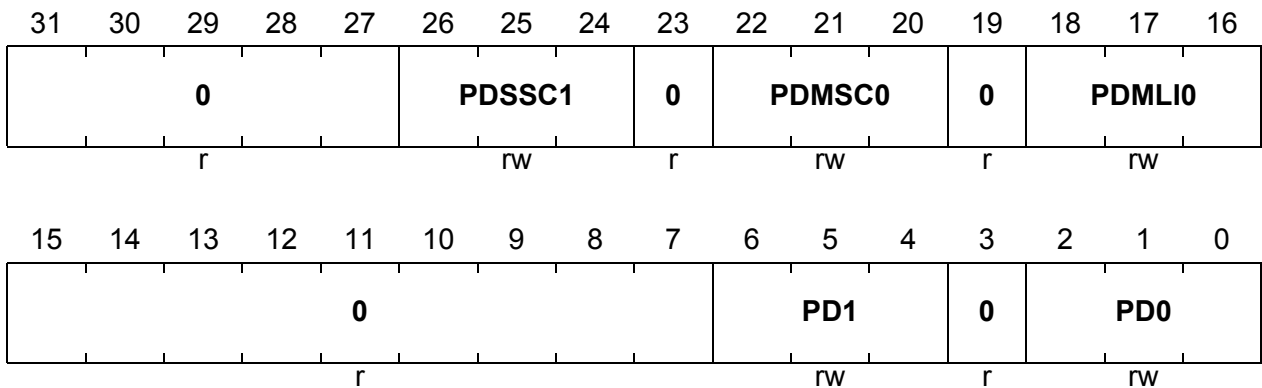 31 30 29 28 27 26 25 24 23 22 21 20 19 18 17 16
0 PDSSC1 0 PDMSC0 0 PDMLI0
r rw r rw r rw
15 14 13 12 11 10 9 8 7 6 5 4 3 2 1 0
0 PD1 0 PD0
r rw r rw